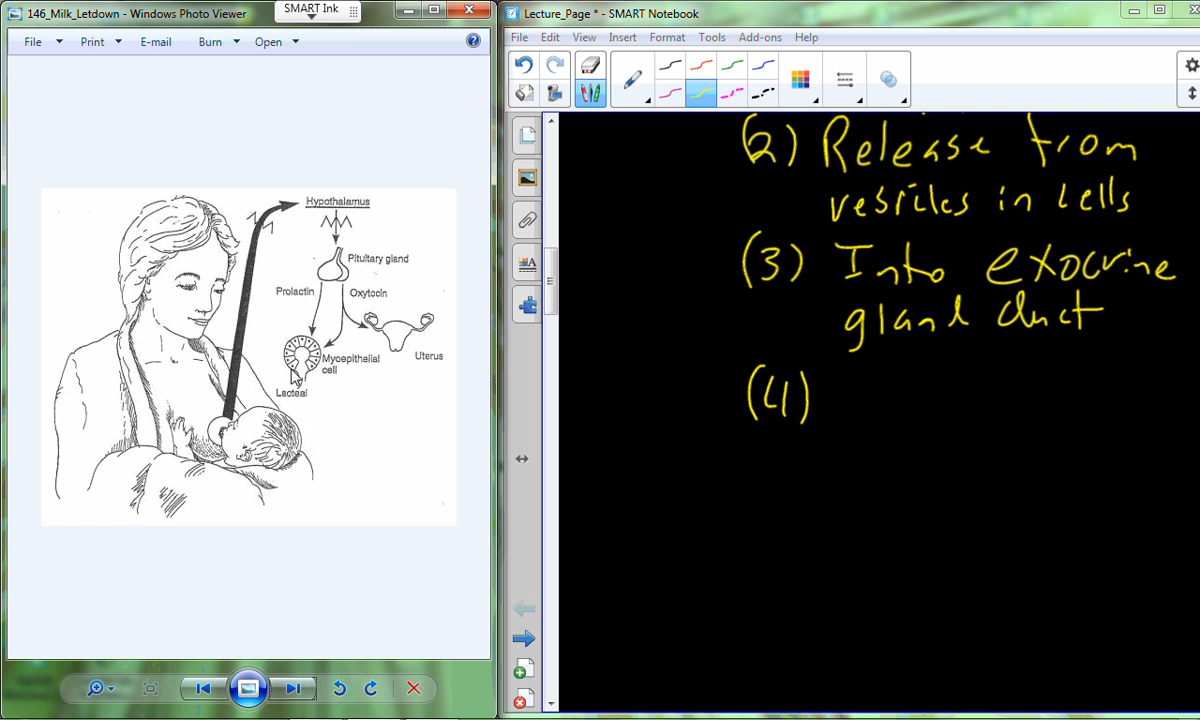 146_Milk_Letdown - Windows Photo Viewer
SMART Ink
File Print E-mail Burn Open
Hypothalamus
Pituitary gland
Prolactin Oxytocin
Myoepithelial
cell
Uterus
Lacteal
Lecture_Page * - SMART Notebook
File Edit View Insert Format Tools Add-ons Help
(2) Release from
vesicles in cells
(3) Into exocrine
gland duct
(4)